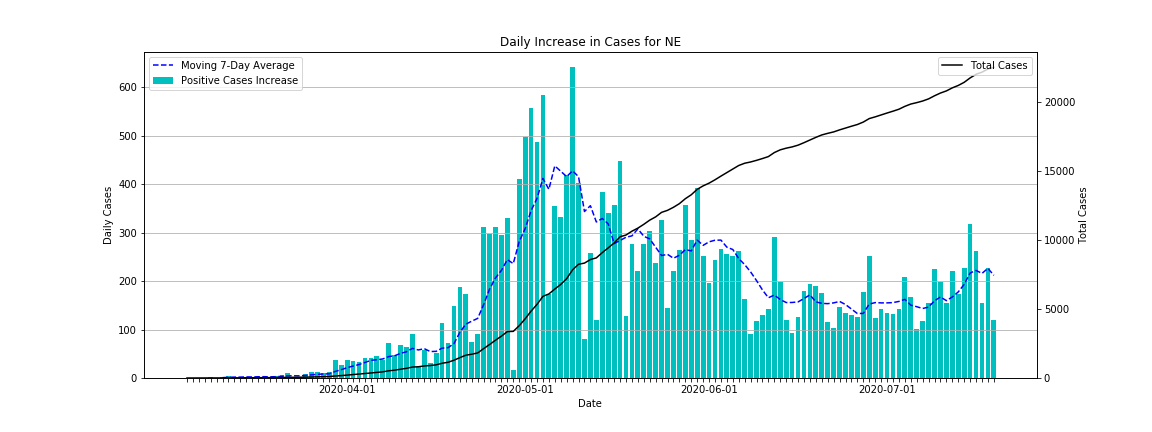 Daily Increase in Cases for NE
Moving 7-Day Average
Positive Cases Increase
Total Cases
600
500
400
300
200
100
0
Daily Cases
20000
15000
10000
5000
0
Total Cases
2020-04-01
2020-05-01
2020-06-01
2020-07-01
Date